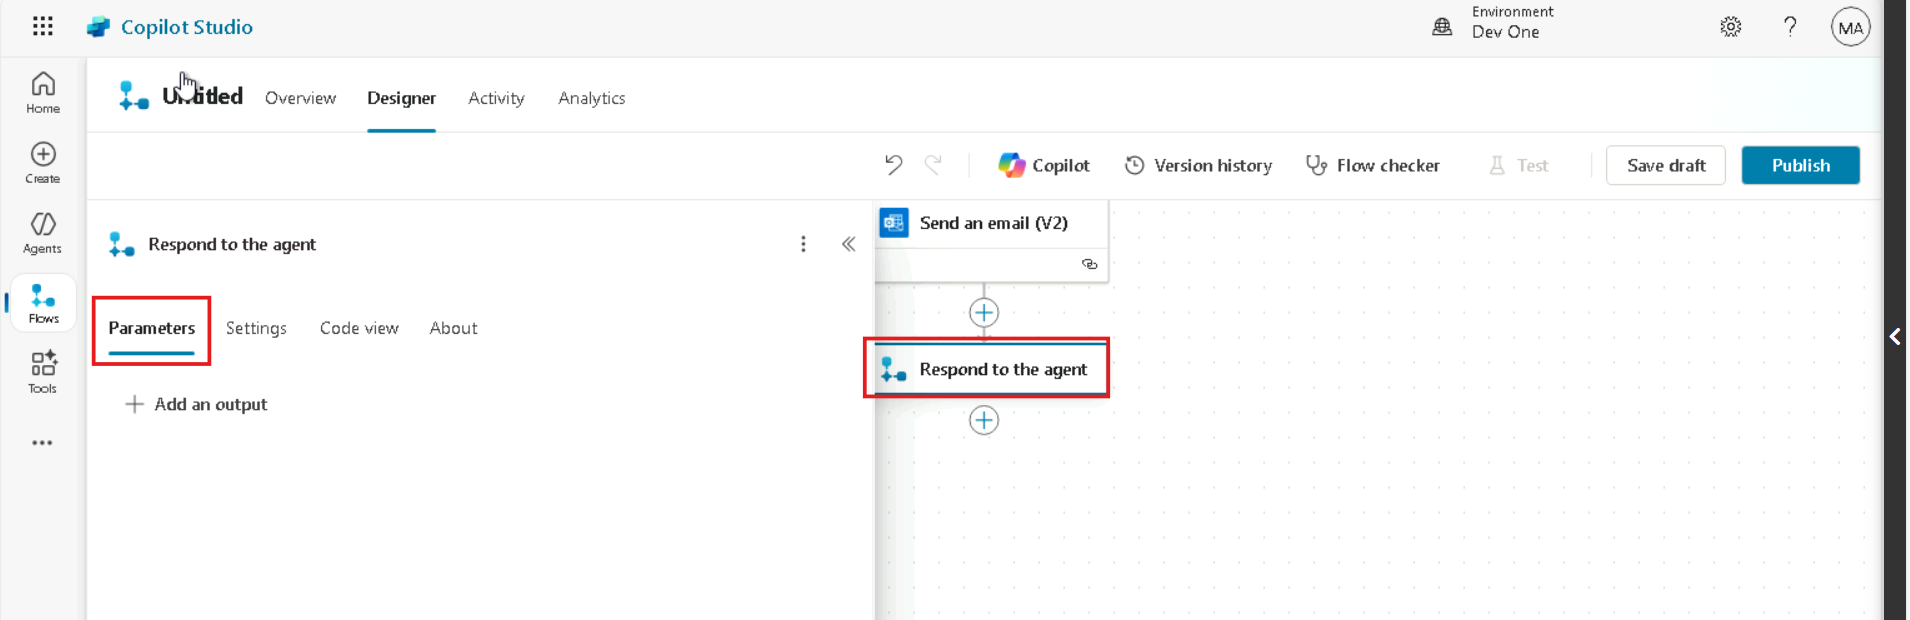 Copilot Studio
Environment
Dev One
MA
Home
Create
Agents
Flows
Tools
Untitled
Overview
Designer
Activity
Analytics
Copilot
Version history
Flow checker
Test
Save draft
Publish
Respond to the agent
Parameters
Settings
Code view
About
Add an output
Send an email (V2)
Respond to the agent